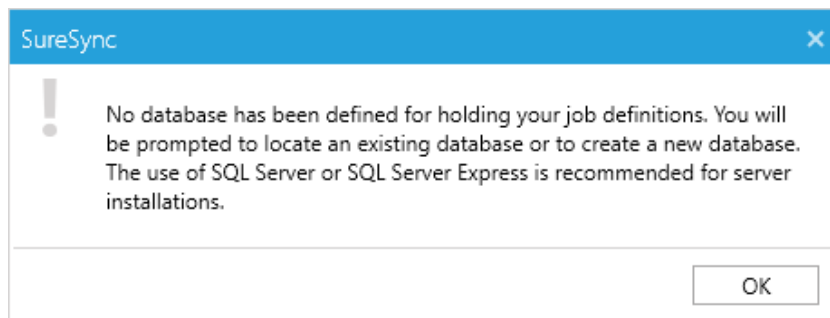 SureSync
No database has been defined for holding your job definitions. You will
be prompted to locate an existing database or to create a new database.
The use of SQL Server or SQL Server Express is recommended for server
installations.
OK